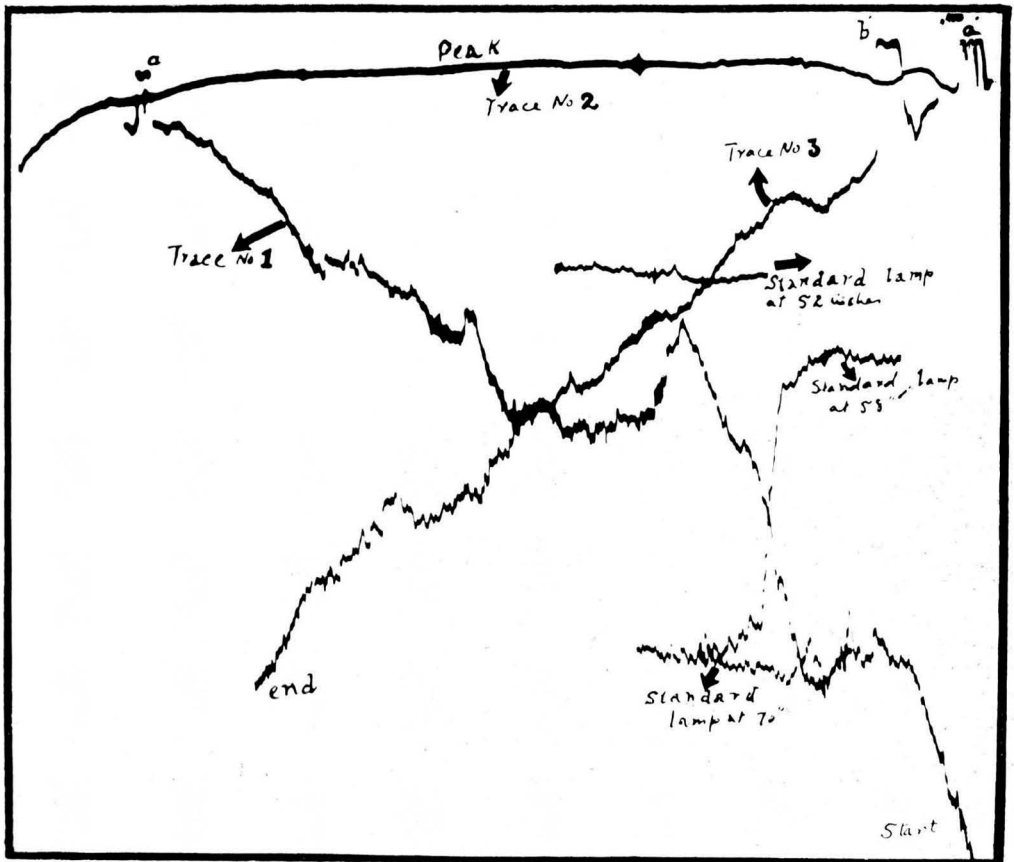 a
Peak
b
a
Trace No 2
Trace No 3
Trace No 1
Standard lamp
at 52 inches
Standard lamp
at 58"
end
Standard
lamp at 70"
Start